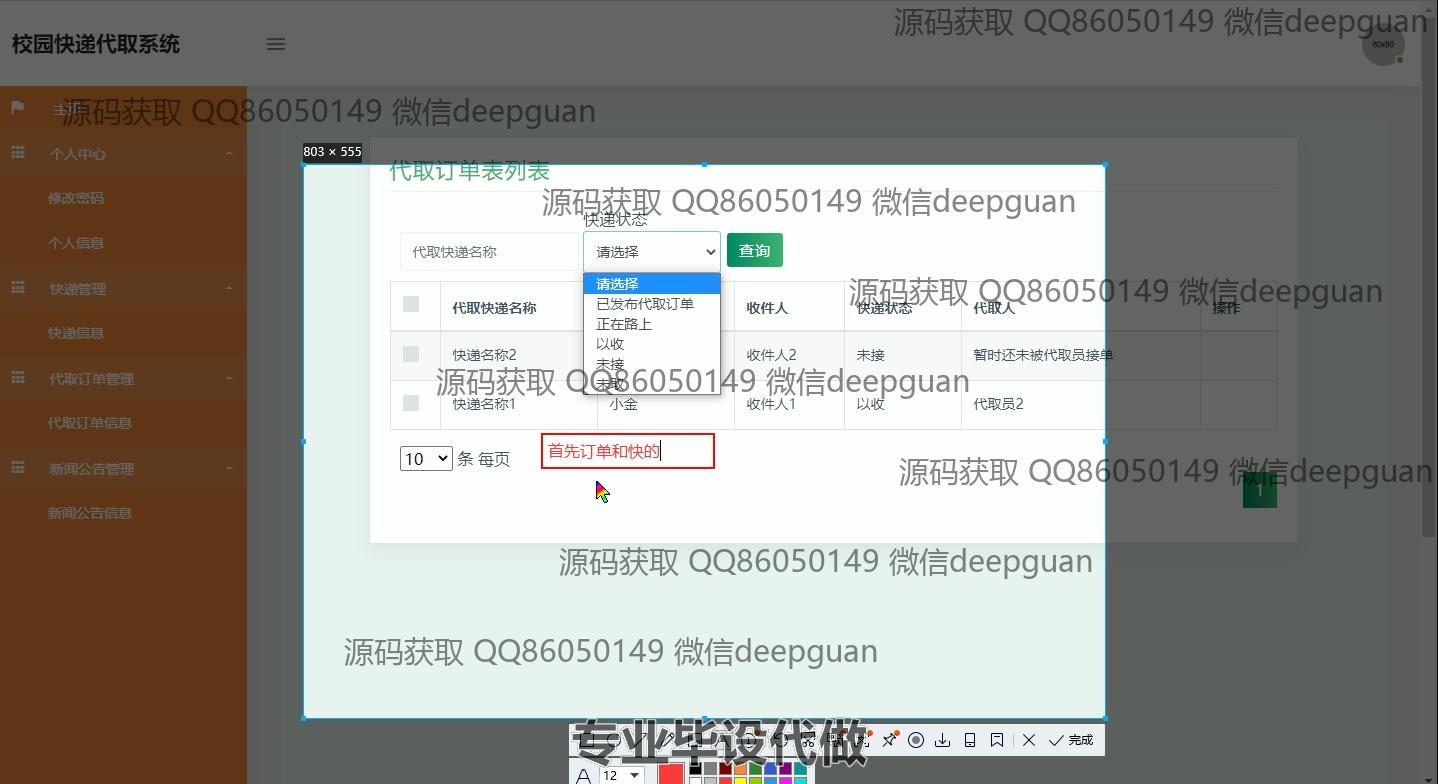 源码获取 QQ86050149 微信deepguan
校园快递代取系统
60x60
源码获取 QQ86050149 微信deepguan
个人中心
803 × 555
代取订单表列表
修改密码
源码获取 QQ86050149 微信deepguan
快递状态
个人信息
代取快递名称 请选择 查询
快递管理
请选择
源码获取 QQ86050149 微信deepguan
已发布代取订单
代取快递名称 收件人 快递状态 代取人 操作
正在路上
快递信息
以收
快递名称2 收件人2 未接 暂时还未被代取员接单
未接
代取订单管理
源码获取 QQ86050149 微信deepguan
未取
快递名称1 小金 收件人1 以收 代取员2
代取订单信息
首先订单和快的
10 条 每页
新闻公告管理
源码获取 QQ86050149 微信deepguan
1
新闻公告信息
源码获取 QQ86050149 微信deepguan
源码获取 QQ86050149 微信deepguan
专业毕设代做
完成
A 12